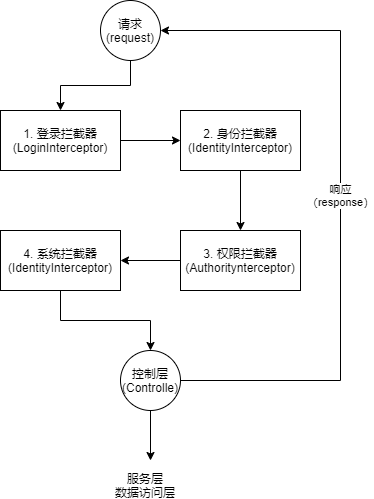 请求
(request)
1. 登录拦截器
(LoginInterceptor)
2. 身份拦截器
(IdentityInterceptor)
响应
(response)
4. 系统拦截器
(IdentityInterceptor)
3. 权限拦截器
(Authoritynterceptor)
控制层
(Controlle)
服务层
数据访问层